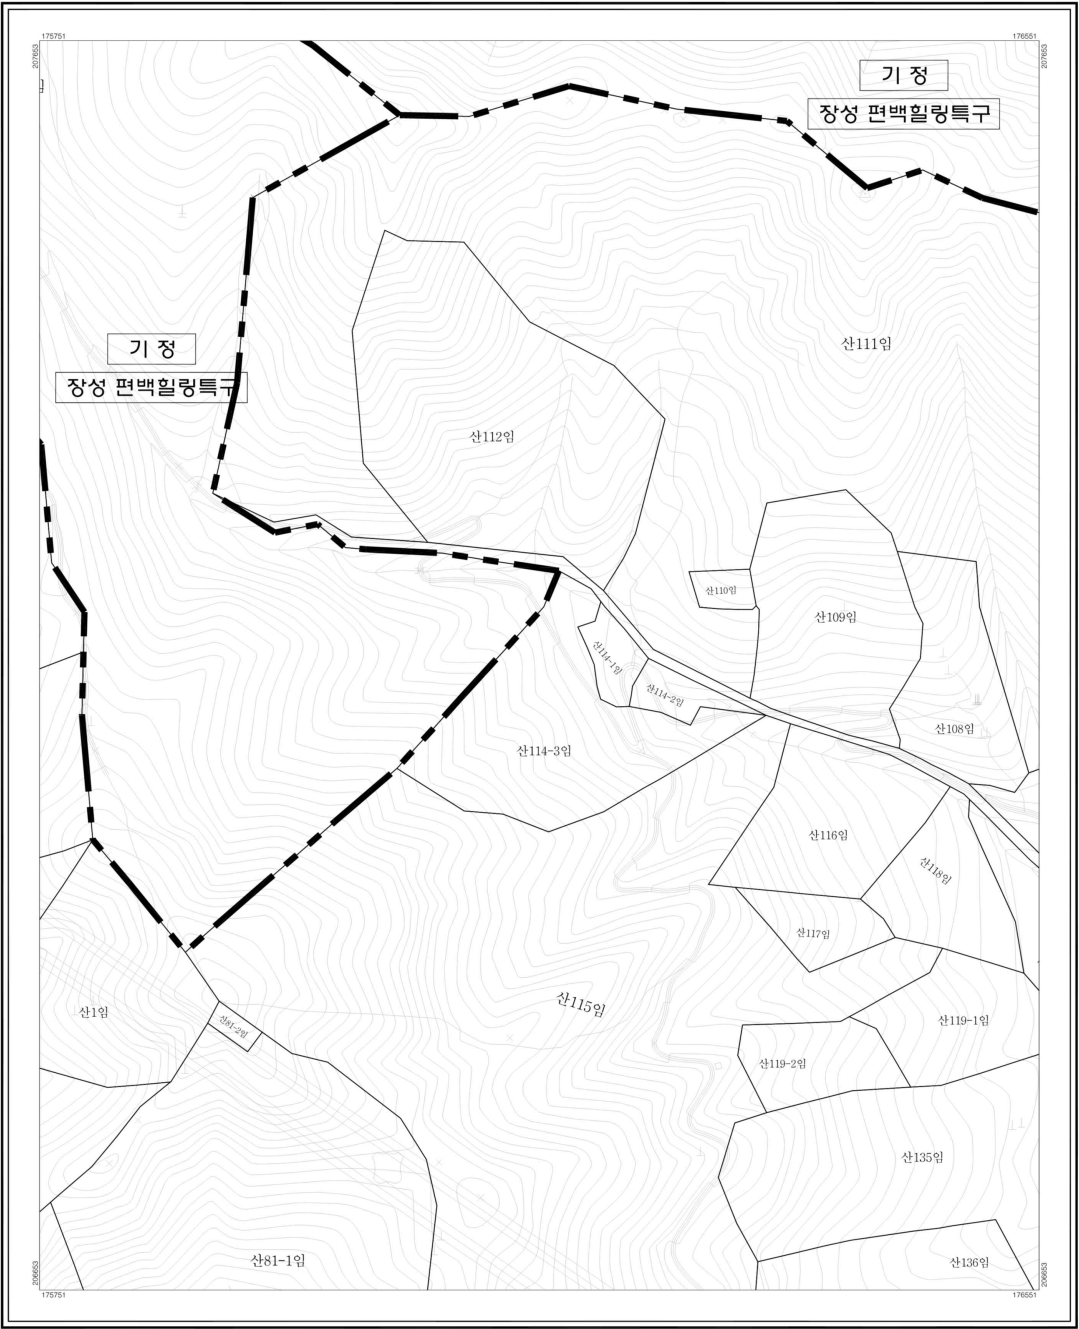 175751
176551
207653
207653
기 정
장성 편백힐링특구
산111임
기 정
장성 편백힐링특구
산112임
산110임
산109임
산114-1임
산114-2임
산108임
산114-3임
산116임
산118임
산117임
산115임
산1임
산81-2임
산119-1임
산119-2임
산135임
산81-1임
산136임
206653
206653
175751
176551